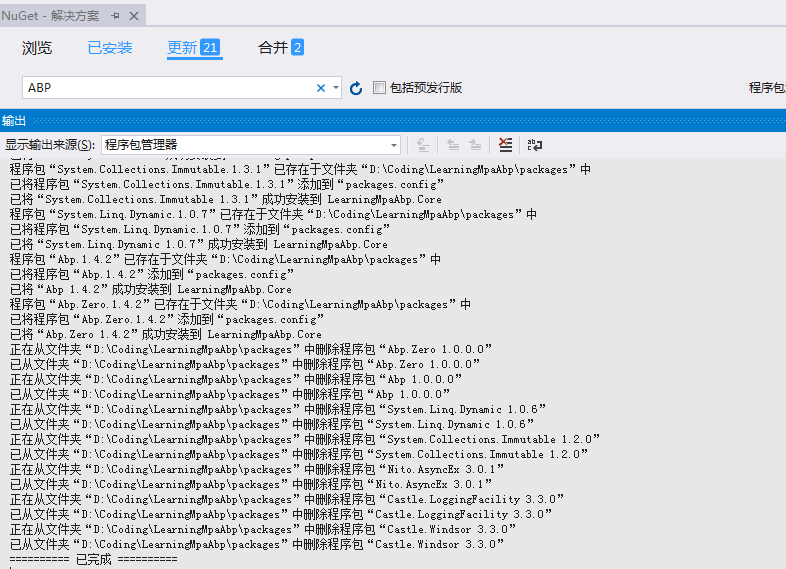 NuGet - 解决方案
浏览 已安装 更新 21 合并 2
ABP 包括预发行版 程序包
输出
显示输出来源(S): 程序包管理器
程序包“System.Collections.Immutable.1.3.1”已存在于文件夹“D:\Coding\LearningMpaAbp\packages”中
已将程序包“System.Collections.Immutable.1.3.1”添加到“packages.config”
已将“System.Collections.Immutable 1.3.1”成功安装到 LearningMpaAbp.Core
程序包“System.Linq.Dynamic.1.0.7”已存在于文件夹“D:\Coding\LearningMpaAbp\packages”中
已将程序包“System.Linq.Dynamic.1.0.7”添加到“packages.config”
已将“System.Linq.Dynamic 1.0.7”成功安装到 LearningMpaAbp.Core
程序包“Abp.1.4.2”已存在于文件夹“D:\Coding\LearningMpaAbp\packages”中
已将程序包“Abp.1.4.2”添加到“packages.config”
已将“Abp 1.4.2”成功安装到 LearningMpaAbp.Core
程序包“Abp.Zero.1.4.2”已存在于文件夹“D:\Coding\LearningMpaAbp\packages”中
已将程序包“Abp.Zero.1.4.2”添加到“packages.config”
已将“Abp.Zero 1.4.2”成功安装到 LearningMpaAbp.Core
正在从文件夹“D:\Coding\LearningMpaAbp\packages”中删除程序包“Abp.Zero 1.0.0.0”
已从文件夹“D:\Coding\LearningMpaAbp\packages”中删除程序包“Abp.Zero 1.0.0.0”
正在从文件夹“D:\Coding\LearningMpaAbp\packages”中删除程序包“Abp 1.0.0.0”
已从文件夹“D:\Coding\LearningMpaAbp\packages”中删除程序包“Abp 1.0.0.0”
正在从文件夹“D:\Coding\LearningMpaAbp\packages”中删除程序包“System.Linq.Dynamic 1.0.6”
已从文件夹“D:\Coding\LearningMpaAbp\packages”中删除程序包“System.Linq.Dynamic 1.0.6”
正在从文件夹“D:\Coding\LearningMpaAbp\packages”中删除程序包“System.Collections.Immutable 1.2.0”
已从文件夹“D:\Coding\LearningMpaAbp\packages”中删除程序包“System.Collections.Immutable 1.2.0”
正在从文件夹“D:\Coding\LearningMpaAbp\packages”中删除程序包“Nito.AsyncEx 3.0.1”
已从文件夹“D:\Coding\LearningMpaAbp\packages”中删除程序包“Nito.AsyncEx 3.0.1”
正在从文件夹“D:\Coding\LearningMpaAbp\packages”中删除程序包“Castle.LoggingFacility 3.3.0”
已从文件夹“D:\Coding\LearningMpaAbp\packages”中删除程序包“Castle.LoggingFacility 3.3.0”
正在从文件夹“D:\Coding\LearningMpaAbp\packages”中删除程序包“Castle.Windsor 3.3.0”
已从文件夹“D:\Coding\LearningMpaAbp\packages”中删除程序包“Castle.Windsor 3.3.0”
========== 已完成 ==========